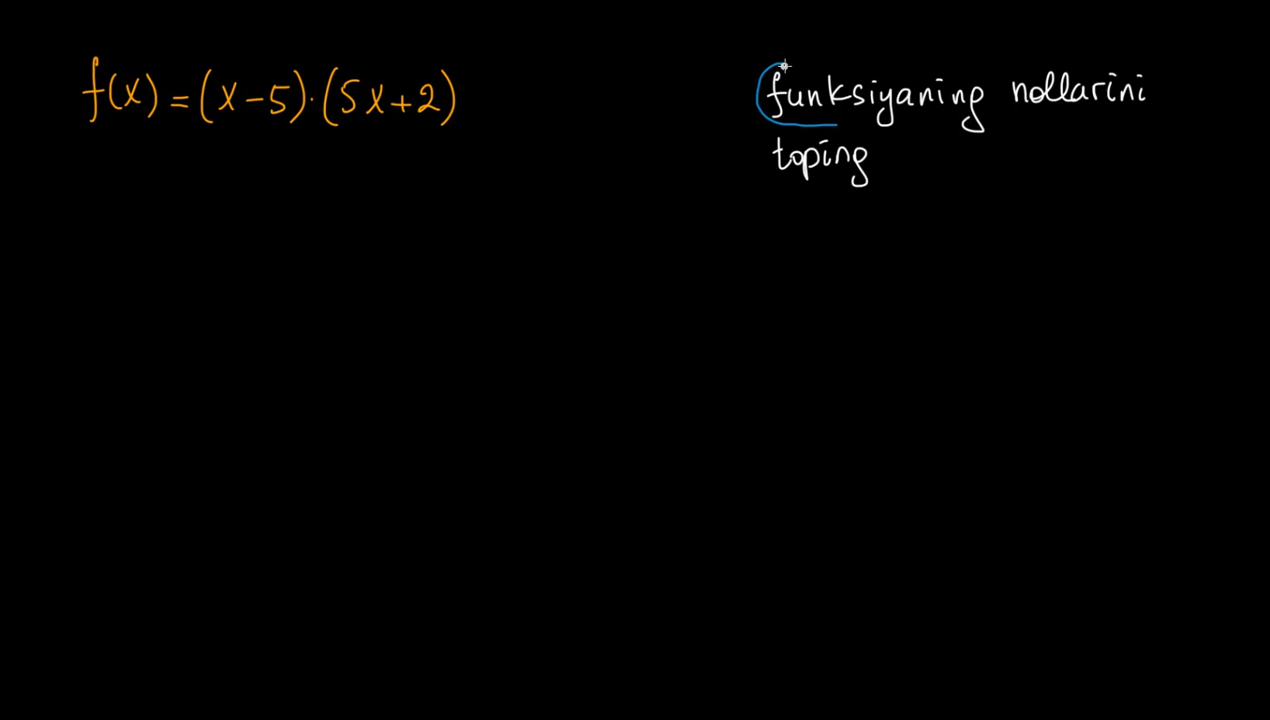 f(x) = (x-5)·(5x+2)
funksiyaning nollarini
toping